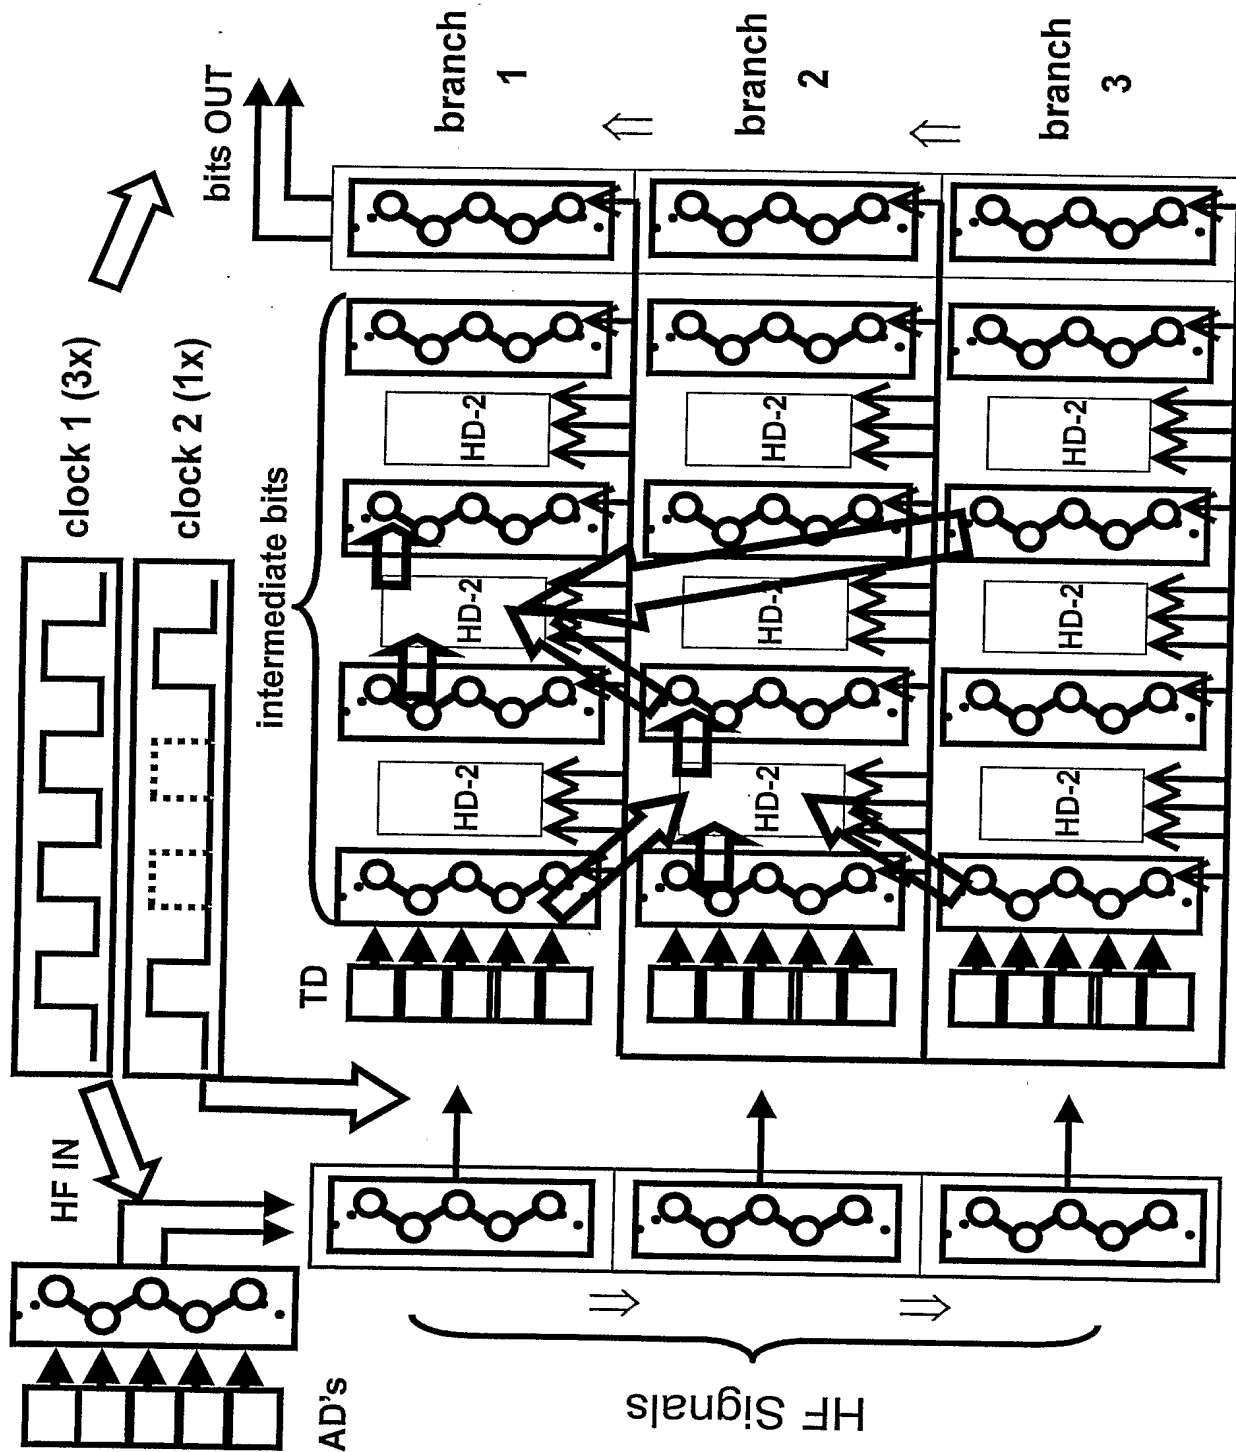 AD's
HF IN
clock 1 (3x)
clock 2 (1x)
bits OUT
intermediate bits
TD
HD-2
HD-2
HD-2
branch
1
HD-2
HD-2
HD-2
branch
2
HD-2
HD-2
HD-2
branch
3
HF Signals